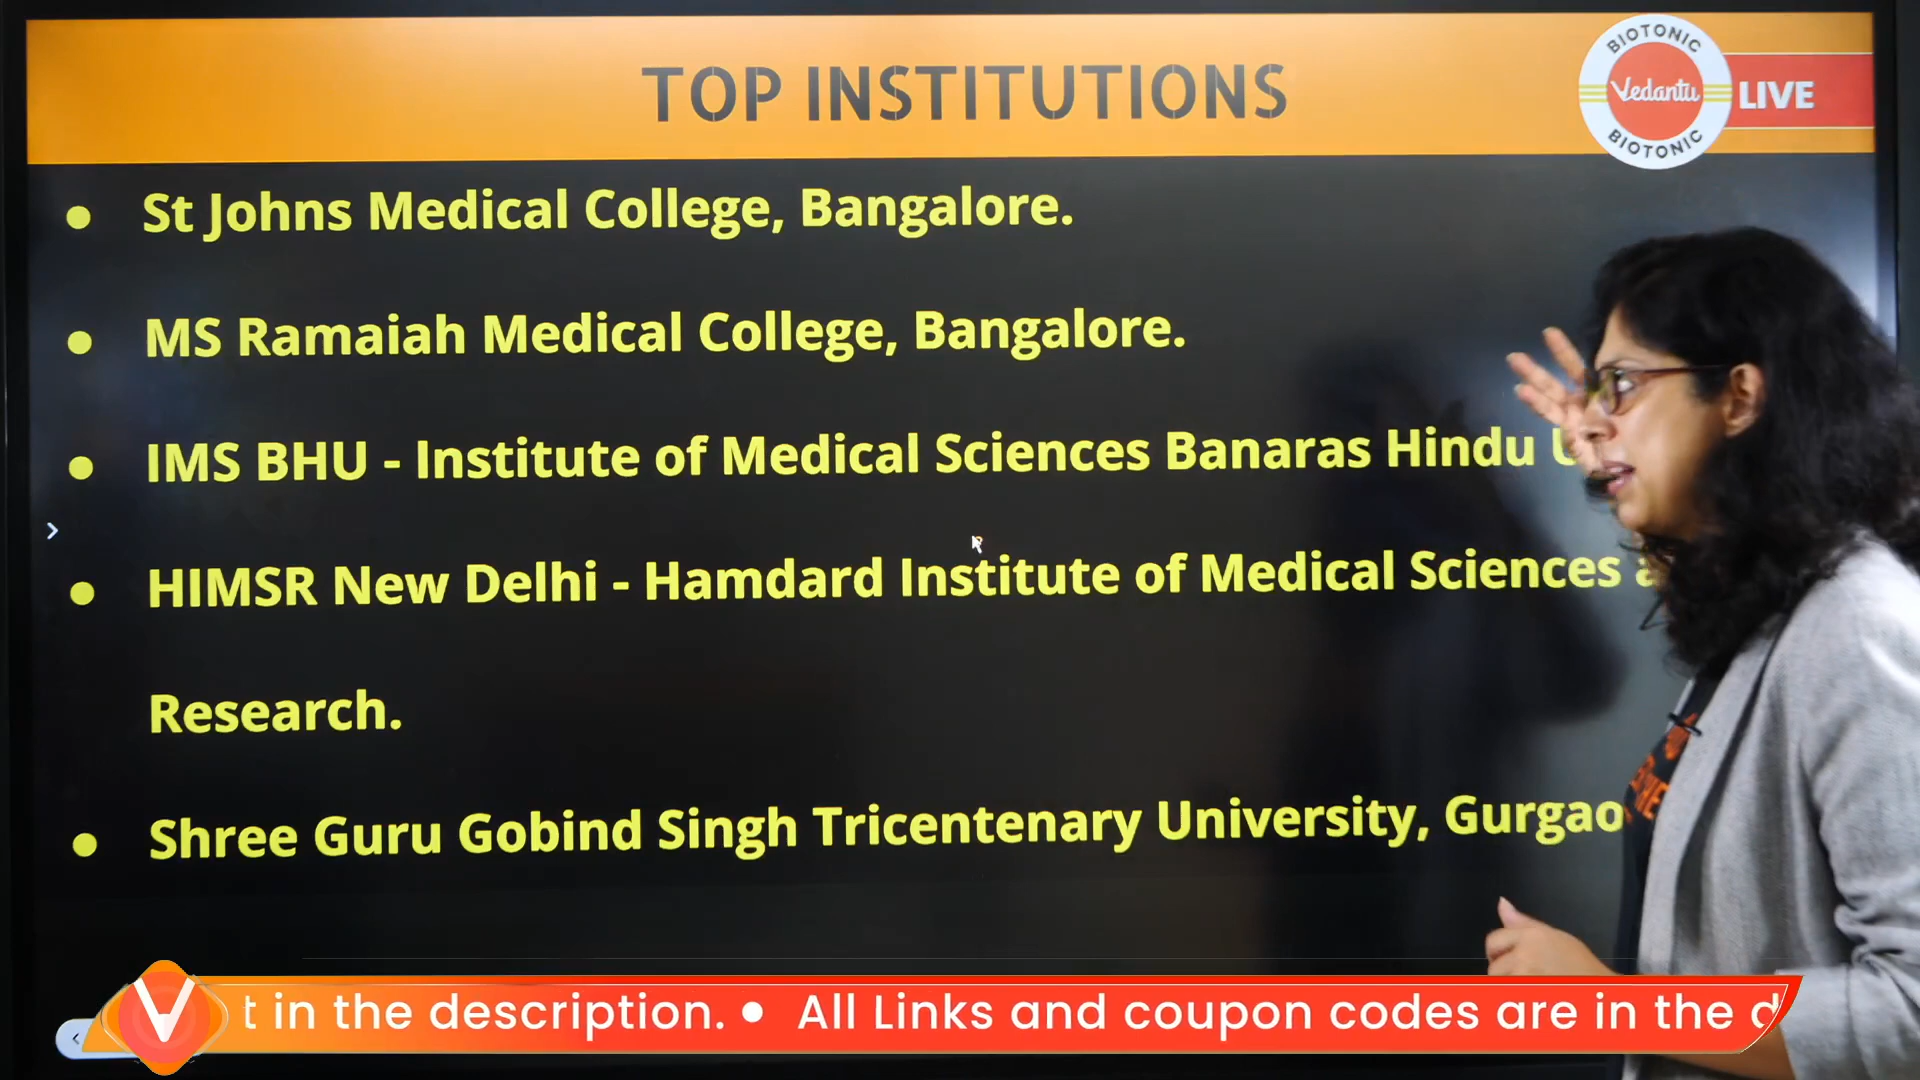 TOP INSTITUTIONS
BIOTONIC
Vedantu
LIVE
BIOTONIC
● St Johns Medical College, Bangalore.
● MS Ramaiah Medical College, Bangalore.
● IMS BHU - Institute of Medical Sciences Banaras Hindu
● HIMSR New Delhi - Hamdard Institute of Medical Sciences
Research.
● Shree Guru Gobind Singh Tricentenary University, Gurgao
t in the description. ● All Links and coupon codes are in the d